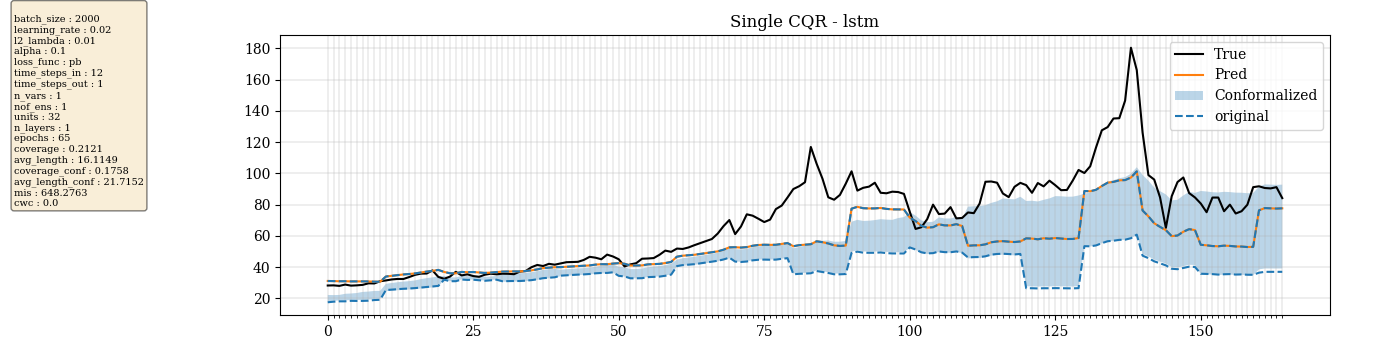 batch_size : 2000
learning_rate : 0.02
l2_lambda : 0.01
alpha : 0.1
loss_func : pb
time_steps_in : 12
time_steps_out : 1
n_vars : 1
nof_ens : 1
units : 32
n_layers : 1
epochs : 65
coverage : 0.2121
avg_length : 16.1149
coverage_conf : 0.1758
avg_length_conf : 21.7152
mis : 648.2763
cwc : 0.0
Single CQR - lstm
180
160
140
120
100
80
60
40
20
0 25 50 75 100 125 150
True
Pred
Conformalized
original